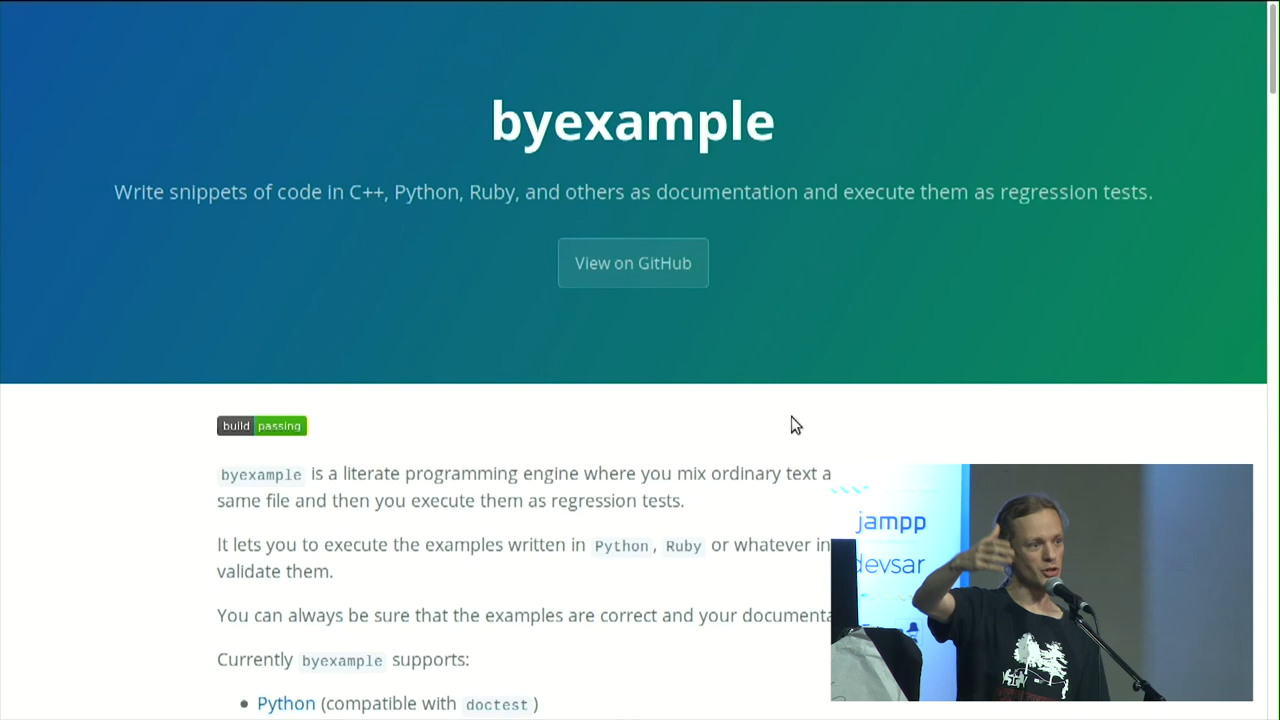 byexample
Write snippets of code in C++, Python, Ruby, and others as documentation and execute them as regression tests.
View on GitHub
build passing
byexample is a literate programming engine where you mix ordinary text a
same file and then you execute them as regression tests.
It lets you to execute the examples written in Python, Ruby or whatever in
validate them.
You can always be sure that the examples are correct and your documenta
Currently byexample supports:
• Python (compatible with doctest)
jampp
devsar